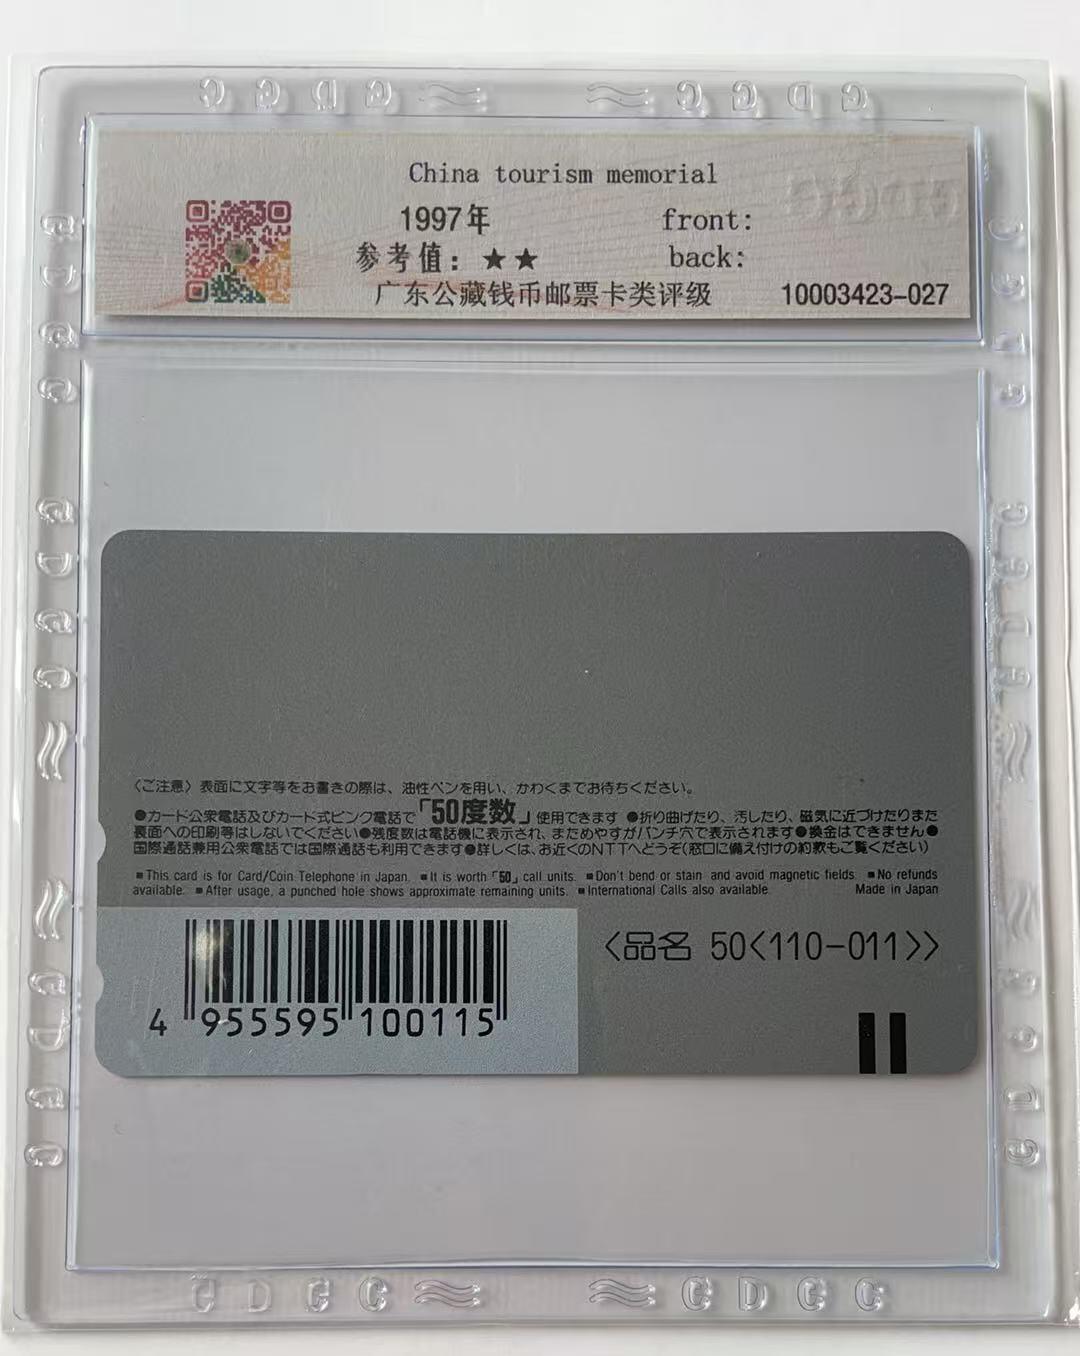 GDGC GDGC
China tourism memorial
1997年 front:
参考值：★★ back:
广东公藏钱币邮票卡类评级 10003423-027
〈ご注意〉表面に文字等をお書きの際は、油性ペンを用い、かわくまでお待ちください。
●カード公衆電話及びカード式ピンク電話で「50度数」使用できます ●折り曲げたり、汚したり、磁気に近づけたりまた
裏面への印刷等はしないでください●残度数は電話機に表示され、まためやすがパンチ穴で表示されます●換金はできません●
国際通話兼用公衆電話では国際通話も利用できます●詳しくは、お近くのNTTへどうぞ(窓口に備え付けの約款もご覧ください)
■This card is for Card/Coin Telephone in Japan. ■It is worth「50」call units. ■Don't bend or stain and avoid magnetic fields. ■No refunds
available. ■After usage, a punched hole shows approximate remaining units. ■International Calls also available. Made in Japan
〈品名 50〈110-011〉〉
4 955595 100115
GDGC GDGC